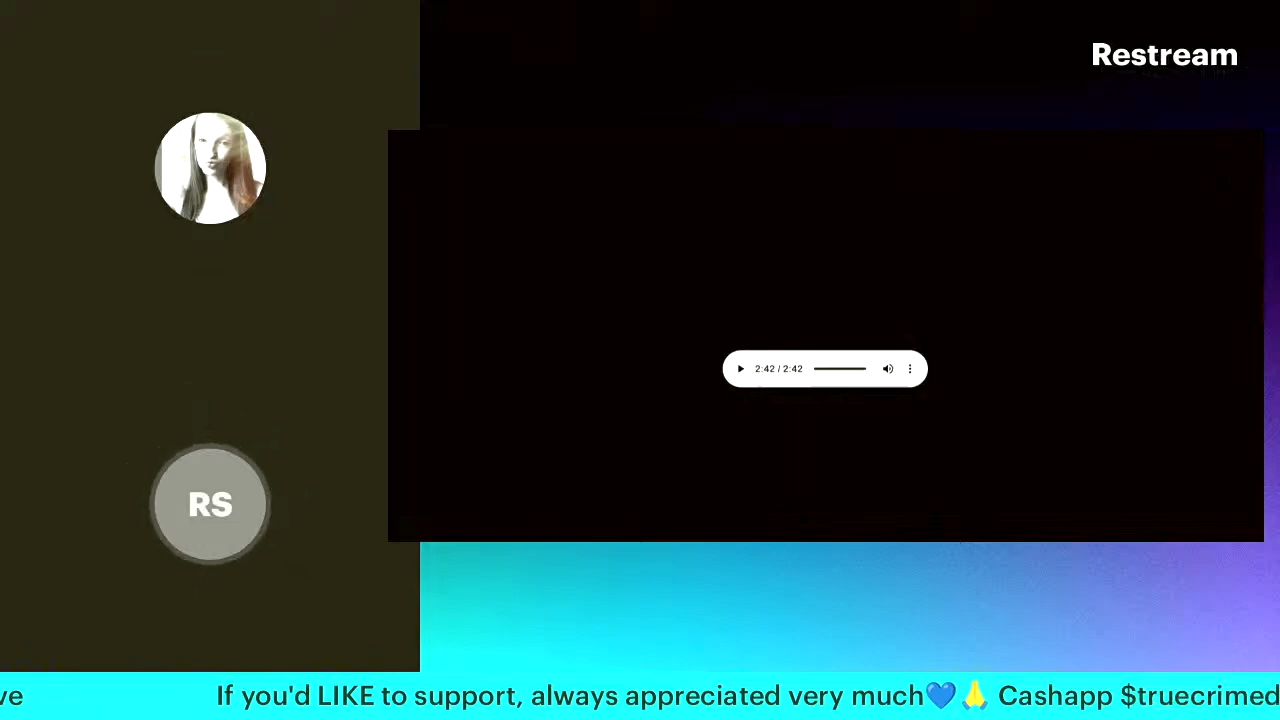 Restream
2:42 / 2:42
RS
ve If you'd LIKE to support, always appreciated very much💙🙏 Cashapp $truecrimed